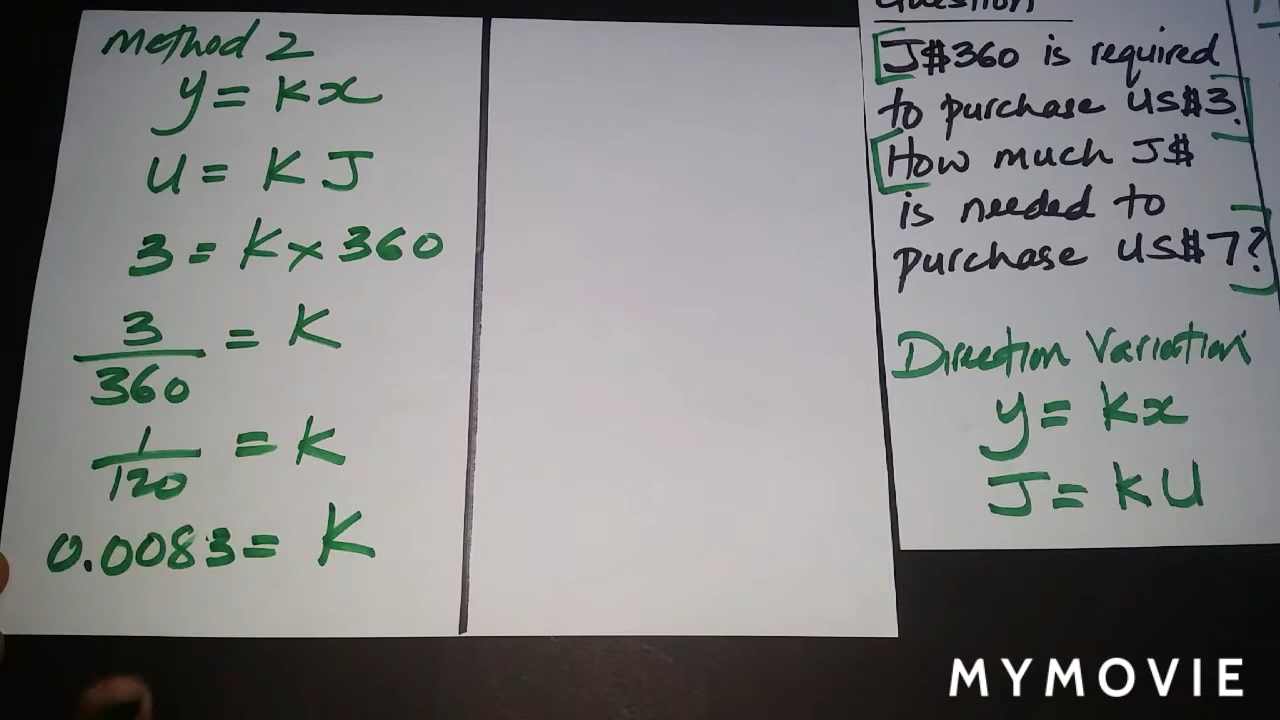 Method 2
y = kx
U = KJ
3 = K × 360
3/360 = K
1/120 = K
0.0083 = K
Question
J$360 is required
to purchase US$3.
How much J$
is needed to
purchase US$7?
Direction Variation
y = kx
J = KU
MYMOVIE